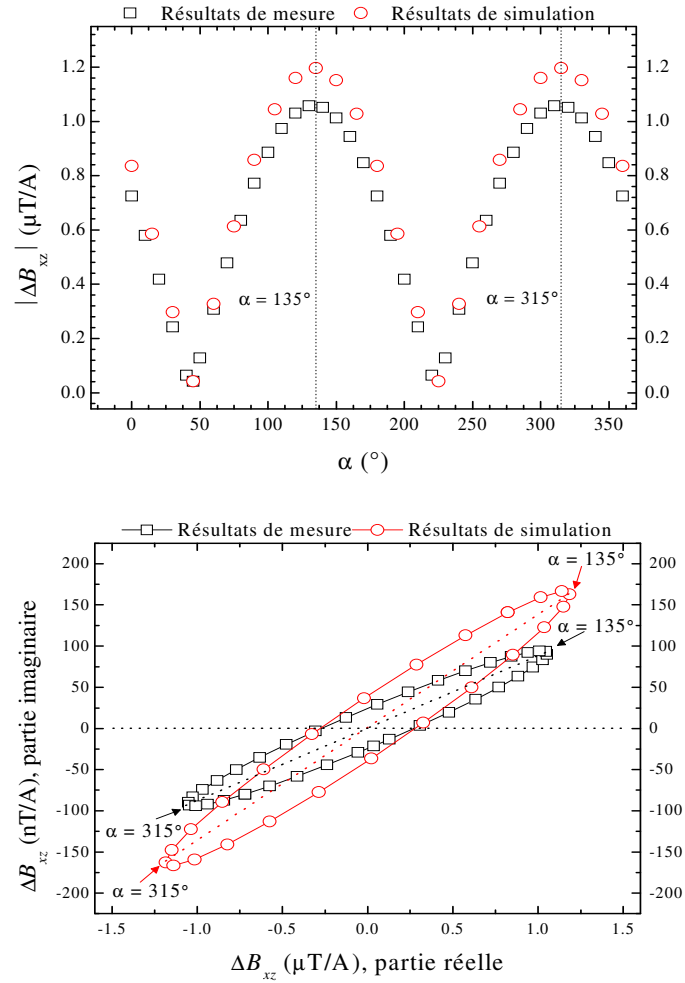 Résultats de mesure Résultats de simulation
1.2 1.2
1.0 1.0
0.8 0.8
0.6 0.6
0.4 0.4
0.2 0.2
0.0 0.0
|ΔB_xz| (µT/A)
α = 135° α = 315°
0 50 100 150 200 250 300 350
α (°)
Résultats de mesure Résultats de simulation
200 200
150 150
100 100
50 50
0 0
-50 -50
-100 -100
-150 -150
-200 -200
ΔB_xz (nT/A), partie imaginaire
α = 135°
α = 135°
α = 315°
α = 315°
-1.5 -1.0 -0.5 0.0 0.5 1.0 1.5
ΔB_xz (µT/A), partie réelle